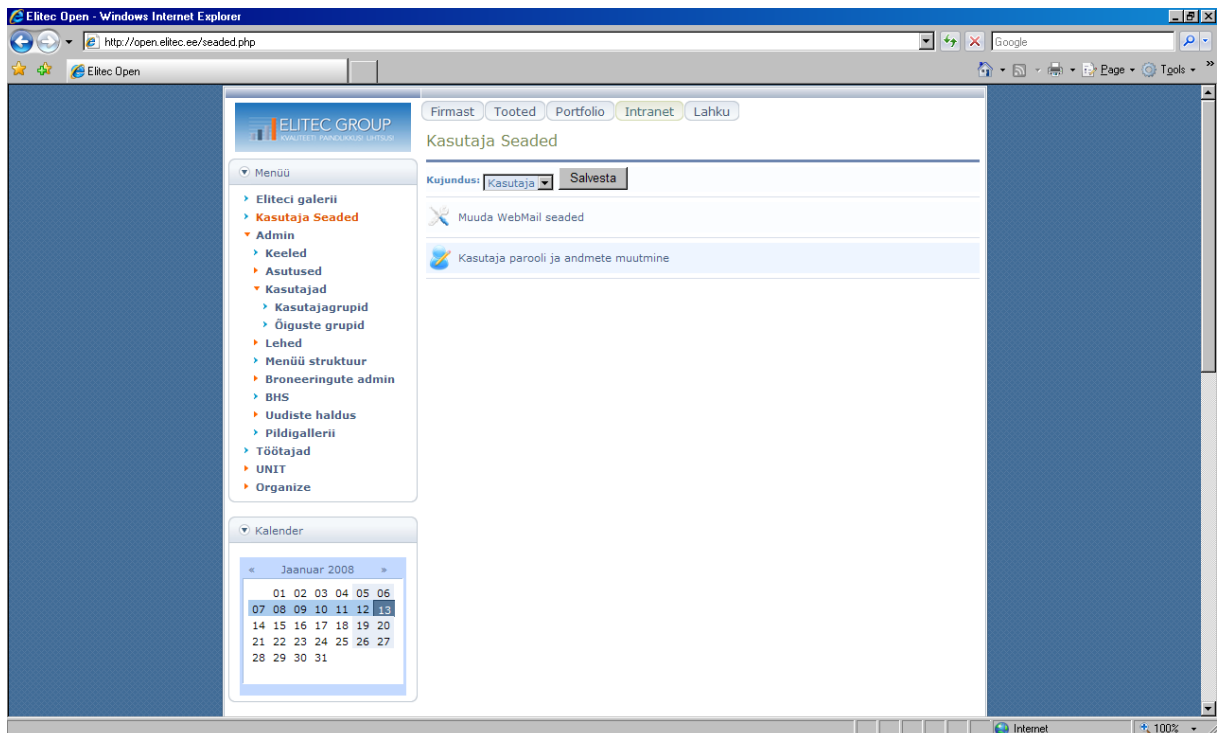 Elitec Open - Windows Internet Explorer
http://open.elitec.ee/seaded.php
Google
Elitec Open
Page
Tools
»
ELITEC GROUP
KVALITEETI PAINDLIKKUSI ÜHTSUSI
Firmast Tooted Portfolio Intranet Lahku
Kasutaja Seaded
Kujundus: Kasutaja Salvesta
Muuda WebMail seaded
Kasutaja parooli ja andmete muutmine
Menüü
Eliteci galerii
Kasutaja Seaded
Admin
Keeled
Asutused
Kasutajad
Kasutajagrupid
Õiguste grupid
Lehed
Menüü struktuur
Broneeringute admin
BHS
Uudiste haldus
Pildigallerii
Töötajad
UNIT
Organize
Kalender
« Jaanuar 2008 »
01 02 03 04 05 06
07 08 09 10 11 12 13
14 15 16 17 18 19 20
21 22 23 24 25 26 27
28 29 30 31
Internet 100%